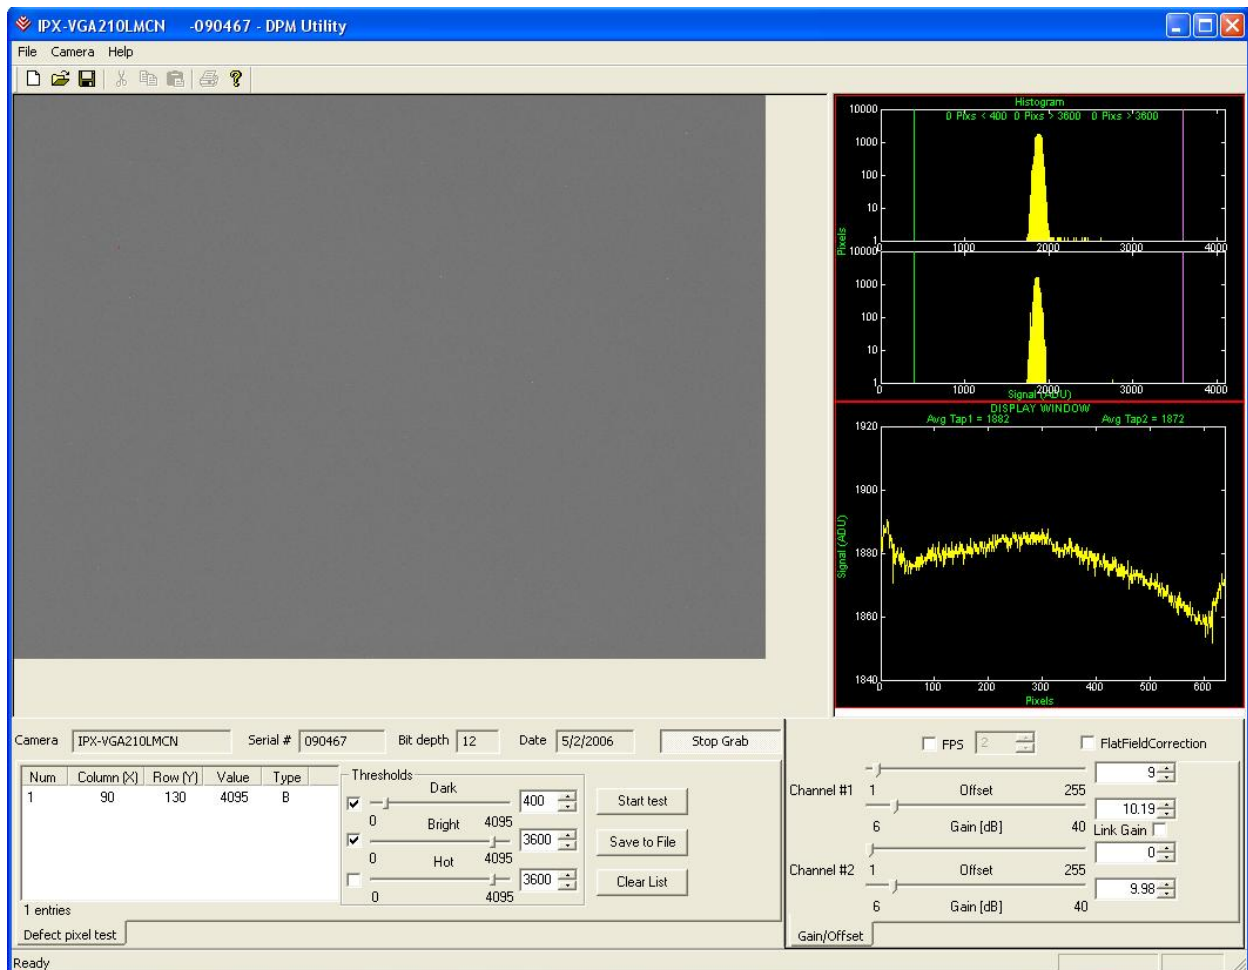 IPX-VGA210LMCN -090467 - DPM Utility
File Camera Help
Histogram
0 Pixs < 400 0 Pixs > 3600 0 Pixs > 3600
10000
1000
100
10
1
0 1000 2000 3000 4000
Pixels
10000
1000
100
10
1
0 1000 2000 3000 4000
Signal (ADU)
DISPLAY WINDOW
Avg Tap1 = 1882 Avg Tap2 = 1872
1920
1900
1880
1860
1840
Signal (ADU)
0 100 200 300 400 500 600
Pixels
Camera IPX-VGA210LMCN Serial # 090467 Bit depth 12 Date 5/2/2006 Stop Grab
Num Column (X) Row (Y) Value Type
1 90 130 4095 B
1 entries
Defect pixel test
Thresholds
Dark
400
0 4095
Bright
3600
0 4095
Hot
3600
0 4095
Start test
Save to File
Clear List
FPS 2 FlatFieldCorrection
Channel #1
9
1 Offset 255
10.19
6 Gain [dB] 40
Link Gain
Channel #2
0
1 Offset 255
9.98
6 Gain [dB] 40
Gain/Offset
Ready